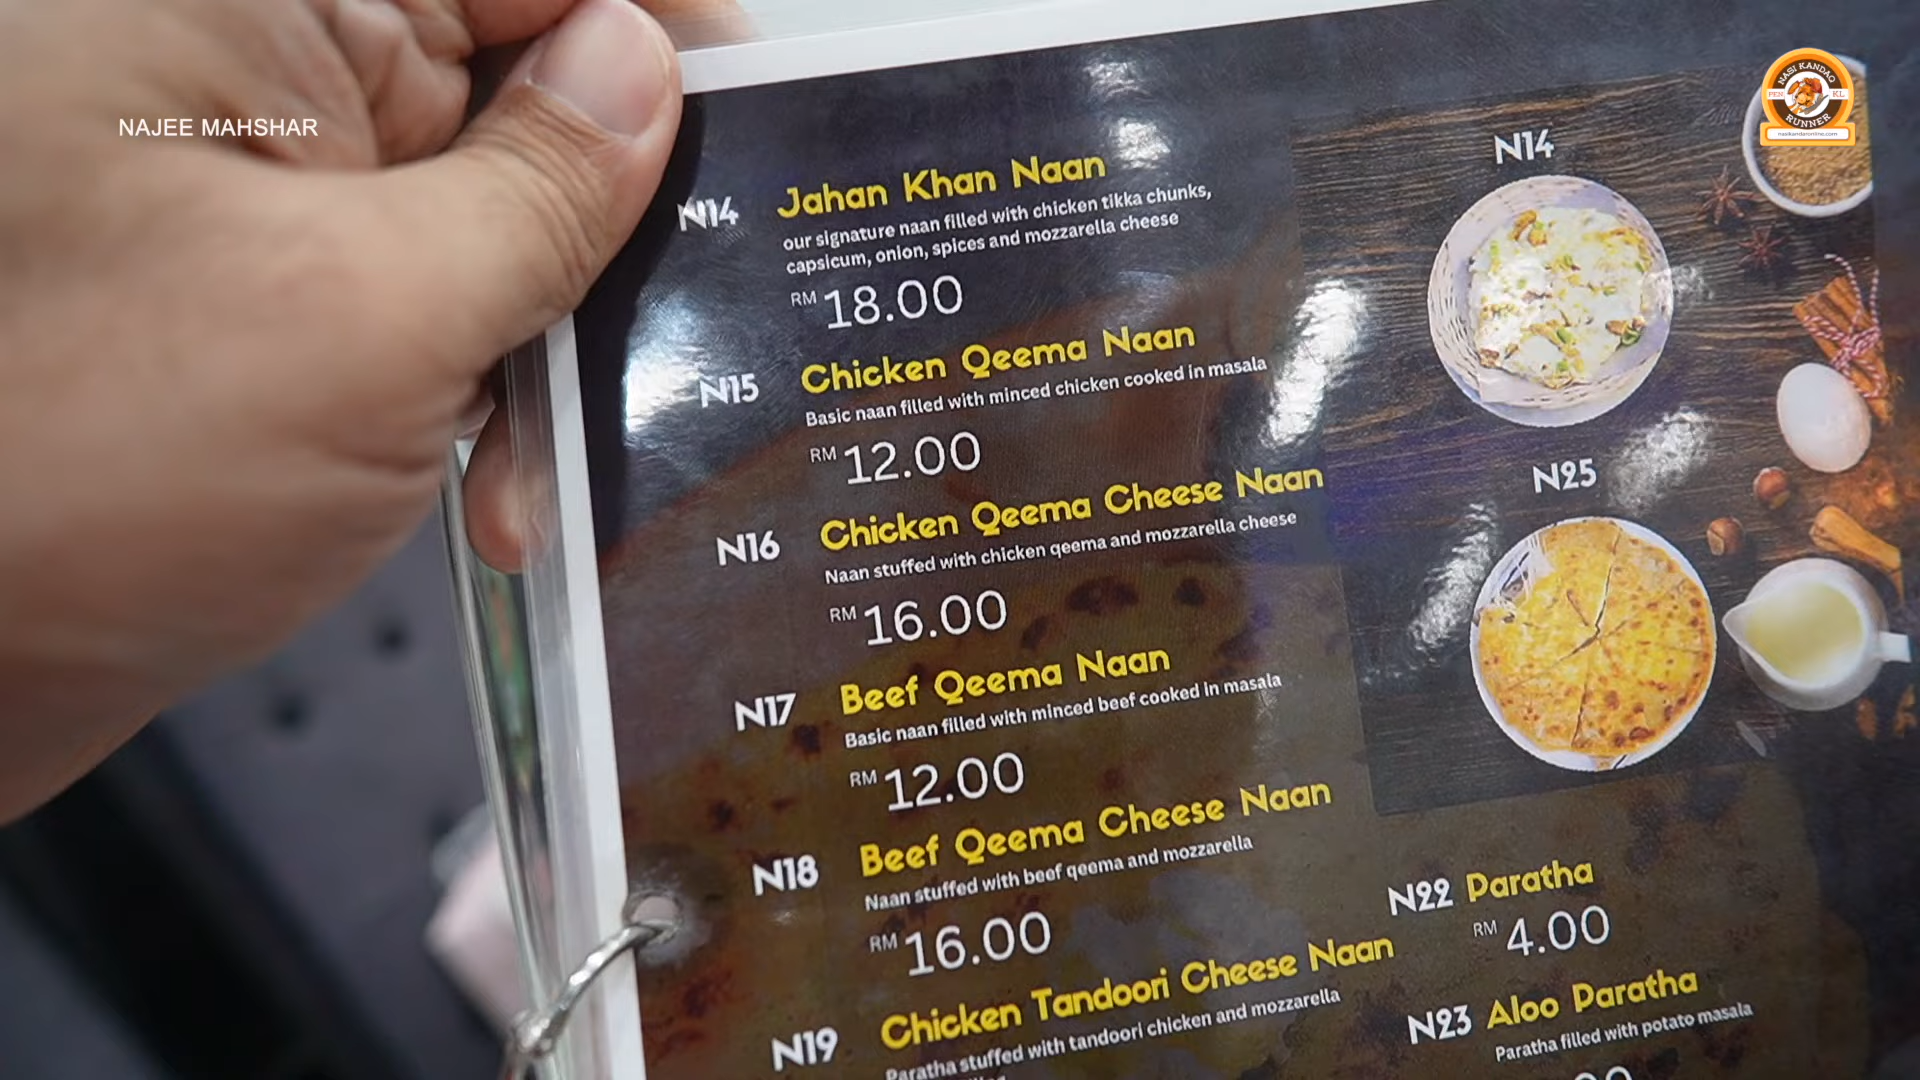 NAJEE MAHSHAR
NASI KANDAQ
PEN KL
RUNNER
nasikandaronline.com
N14 Jahan Khan Naan
our signature naan filled with chicken tikka chunks,
capsicum, onion, spices and mozzarella cheese
RM 18.00
N15 Chicken Qeema Naan
Basic naan filled with minced chicken cooked in masala
RM 12.00
N16 Chicken Qeema Cheese Naan
Naan stuffed with chicken qeema and mozzarella cheese
RM 16.00
N17 Beef Qeema Naan
Basic naan filled with minced beef cooked in masala
RM 12.00
N18 Beef Qeema Cheese Naan
Naan stuffed with beef qeema and mozzarella
RM 16.00
N19 Chicken Tandoori Cheese Naan
Paratha stuffed with tandoori chicken and mozzarella
N14
N25
N22 Paratha
RM 4.00
N23 Aloo Paratha
Paratha filled with potato masala